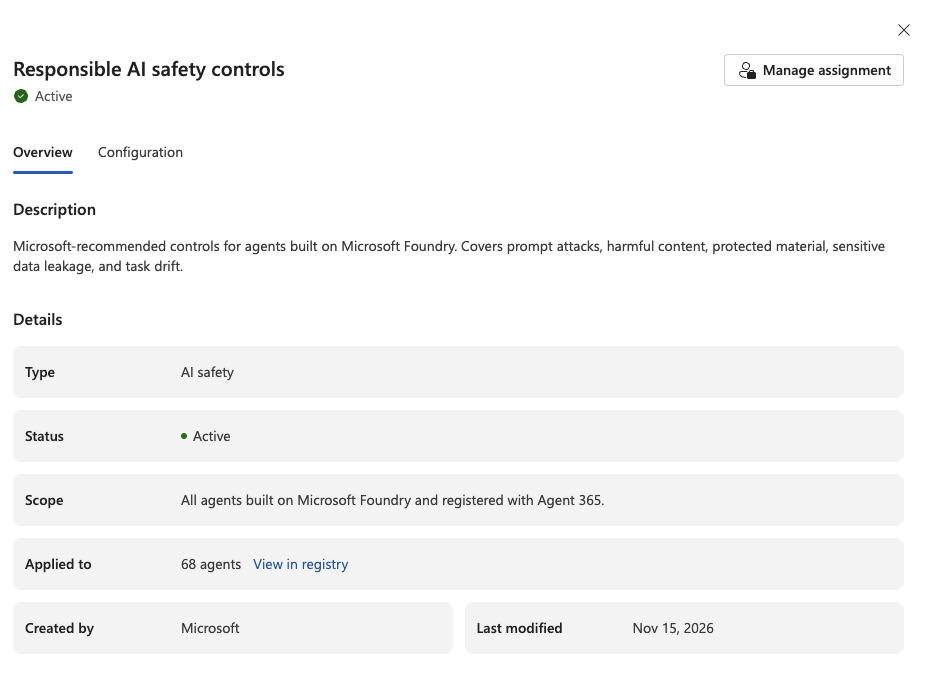 Responsible AI safety controls
Manage assignment
Active
Overview Configuration
Description
Microsoft-recommended controls for agents built on Microsoft Foundry. Covers prompt attacks, harmful content, protected material, sensitive
data leakage, and task drift.
Details
Type AI safety
Status Active
Scope All agents built on Microsoft Foundry and registered with Agent 365.
Applied to 68 agents View in registry
Created by Microsoft Last modified Nov 15, 2026